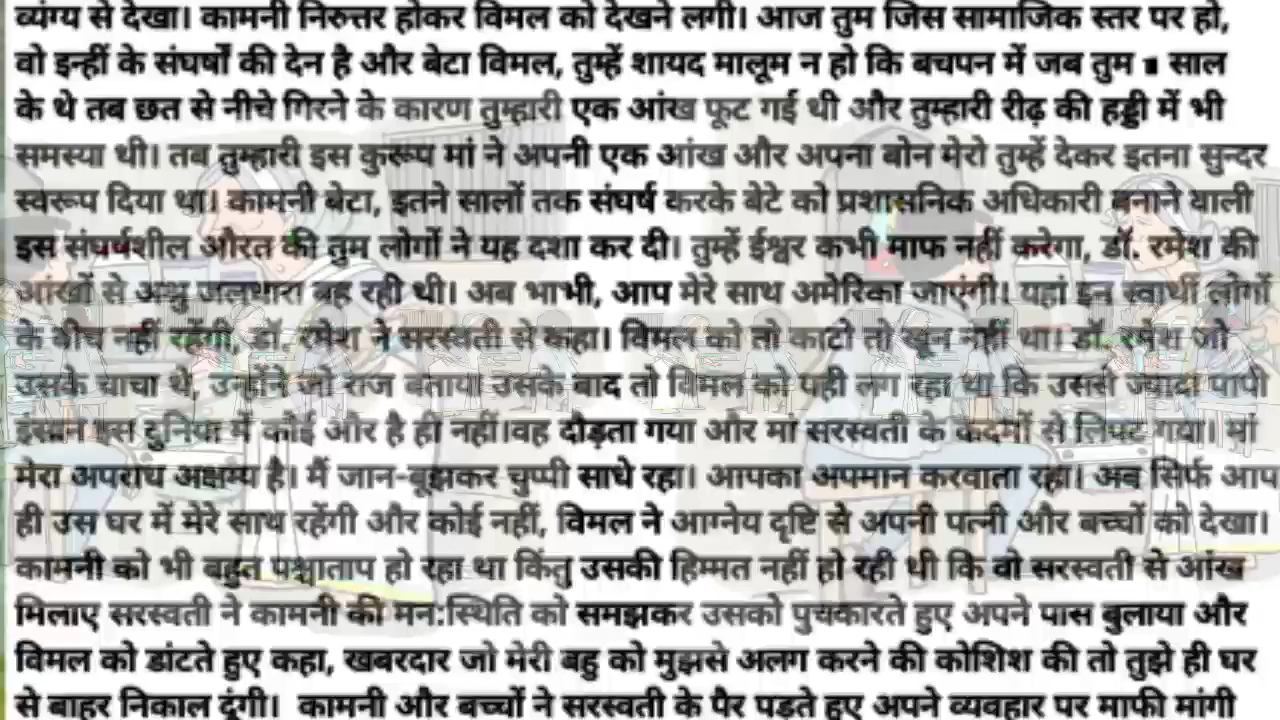 व्यंग्य से देखा। कामनी निरुत्तर होकर विमल को देखने लगी। आज तुम जिस सामाजिक स्तर पर हो,
वो इन्हीं के संघर्षों की देन है और बेटा विमल, तुम्हें शायद मालूम न हो कि बचपन में जब तुम साल
के थे तब छत से नीचे गिरने के कारण तुम्हारी एक आंख फूट गई थी और तुम्हारी रीढ़ की हड्डी में भी
समस्या थी। तब तुम्हारी इस कुरूप मां ने अपनी एक आंख और अपना बोन मेरो तुम्हें देकर इतना सुन्दर
स्वरूप दिया था। कामनी बेटा, इतने सालों तक संघर्ष करके बेटे को प्रशासनिक अधिकारी बनाने वाली
इस संघर्षशील औरत की तुम लोगों ने यह दशा कर दी। तुम्हें ईश्वर कभी माफ नहीं करेगा, डॉ. रमेश की
आंखों से अश्रु जलधारा बह रही थी। अब भाभी, आप मेरे साथ अमेरिका जाएंगी। यहां इन स्वार्थी लोगों
के बीच नहीं रहेंगी, डॉ. रमेश ने सरस्वती से कहा। विमल को तो काटो तो खून नहीं था। डॉ. रमेश जो
उसके चाचा थे, उन्होंने जो राज बताया उसके बाद तो विमल को यही लग रहा था कि उससे ज्यादा पापी
इंसान इस दुनिया में कोई और है ही नहीं।वह दौड़ता गया और मां सरस्वती के कदमों से लिपट गया। मां
मेरा अपराध अक्षम्य है। मैं जान-बूझकर चुप्पी साधे रहा। आपका अपमान करवाता रहा। अब सिर्फ आप
ही उस घर में मेरे साथ रहेंगी और कोई नहीं, विमल ने आग्नेय दृष्टि से अपनी पत्नी और बच्चों को देखा।
कामनी को भी बहुत पश्चाताप हो रहा था किंतु उसकी हिम्मत नहीं हो रही थी कि वो सरस्वती से आंख
मिलाए सरस्वती ने कामनी की मन:स्थिति को समझकर उसको पुचकारते हुए अपने पास बुलाया और
विमल को डांटते हुए कहा, खबरदार जो मेरी बहु को मुझसे अलग करने की कोशिश की तो तुझे ही घर
से बाहर निकाल दूंगी। कामनी और बच्चों ने सरस्वती के पैर पड़ते हुए अपने व्यवहार पर माफी मांगी